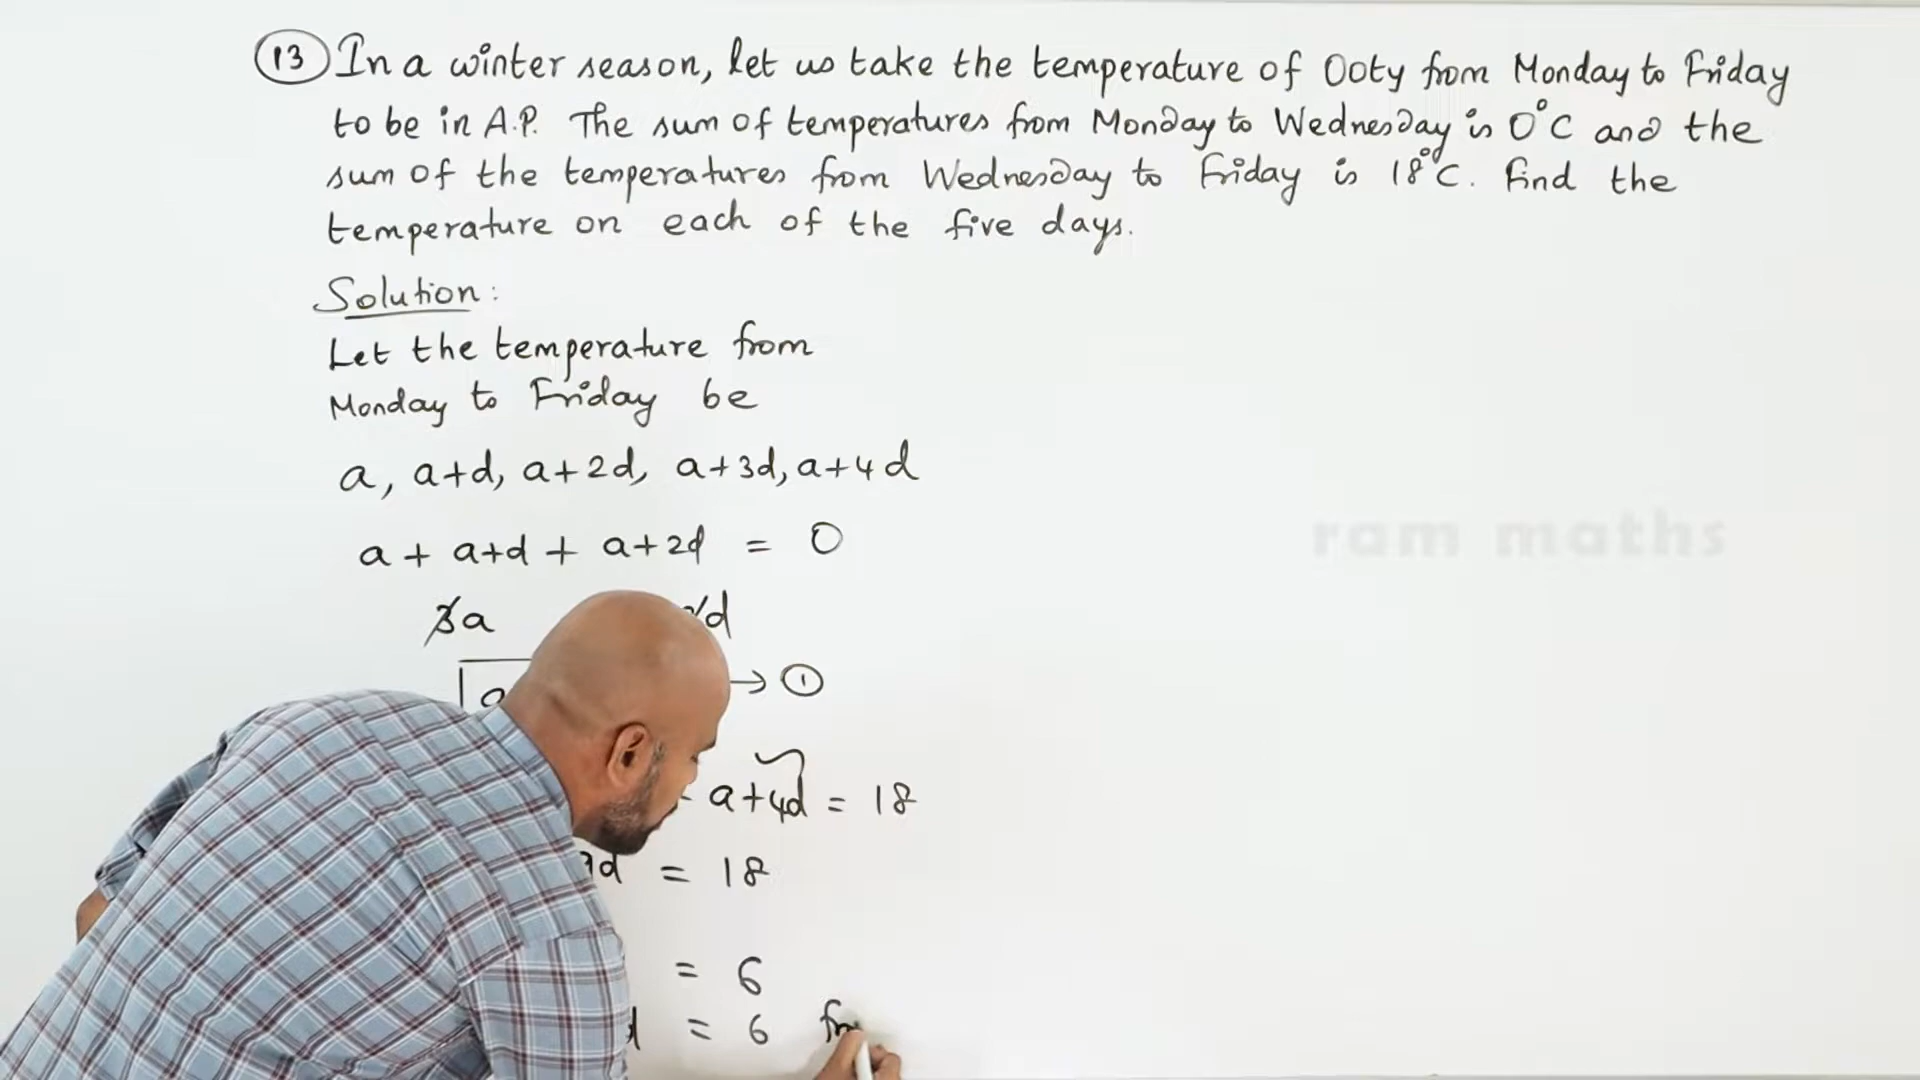 13 In a winter season, let us take the temperature of Ooty from Monday to Friday
to be in A.P. The sum of temperatures from Monday to Wednesday is 0°C and the
sum of the temperatures from Wednesday to Friday is 18°C. Find the
temperature on each of the five days.
Solution:
Let the temperature from
Monday to Friday be
a, a+d, a+2d, a+3d, a+4d
a + a+d + a+2d = 0
3a d
→ ①
a+4d = 18
d = 18
= 6
d = 6
ram maths